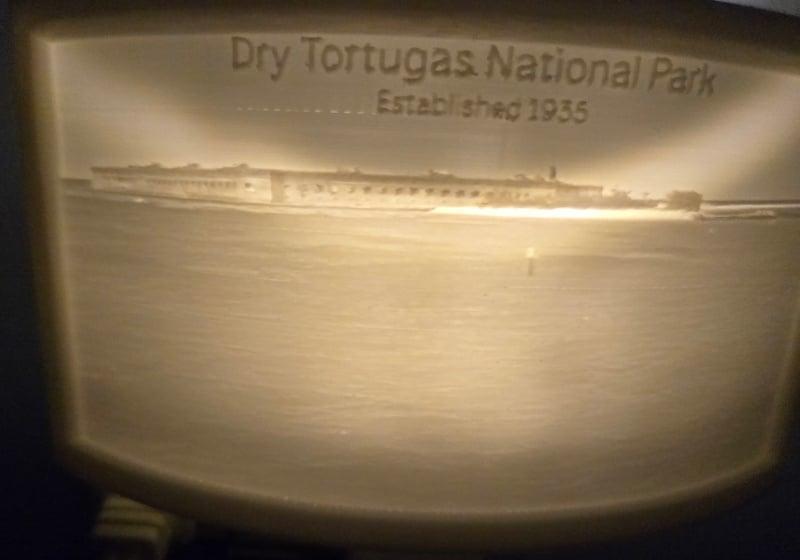 Dry Tortugas National Park
Established 1935